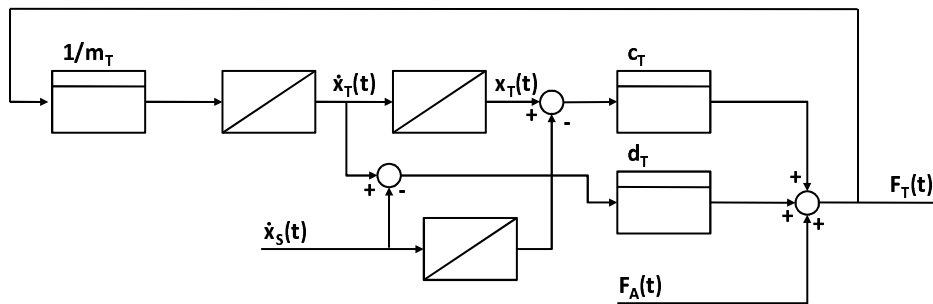 1/m_T
ẋ_T(t)
x_T(t)
c_T
+
-
d_T
+
-
+
F_T(t)
+
+
ẋ_S(t)
F_A(t)